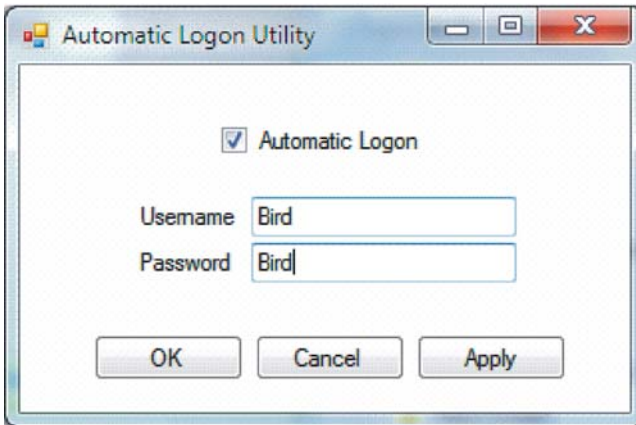 Automatic Logon Utility
Automatic Logon
Username Bird
Password Bird
OK Cancel Apply